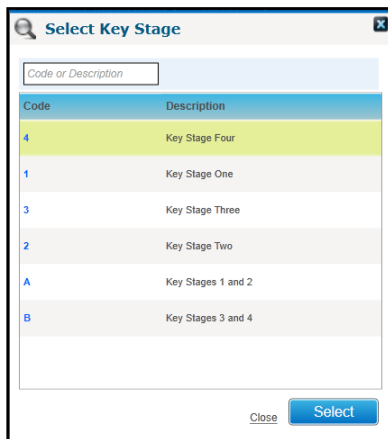 Select Key Stage
Code or Description
Code Description
4 Key Stage Four
1 Key Stage One
3 Key Stage Three
2 Key Stage Two
A Key Stages 1 and 2
B Key Stages 3 and 4
Close Select